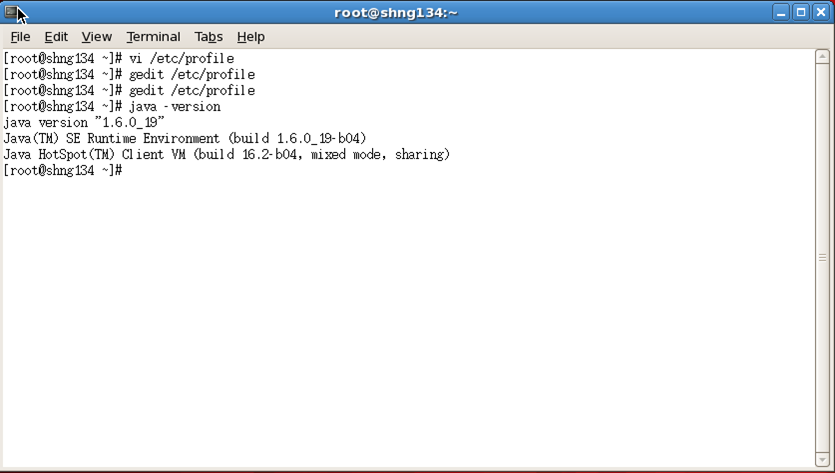 root@shng134:~
File Edit View Terminal Tabs Help
[root@shng134 ~]# vi /etc/profile
[root@shng134 ~]# gedit /etc/profile
[root@shng134 ~]# gedit /etc/profile
[root@shng134 ~]# java -version
java version "1.6.0_19"
Java(TM) SE Runtime Environment (build 1.6.0_19-b04)
Java HotSpot(TM) Client VM (build 16.2-b04, mixed mode, sharing)
[root@shng134 ~]#